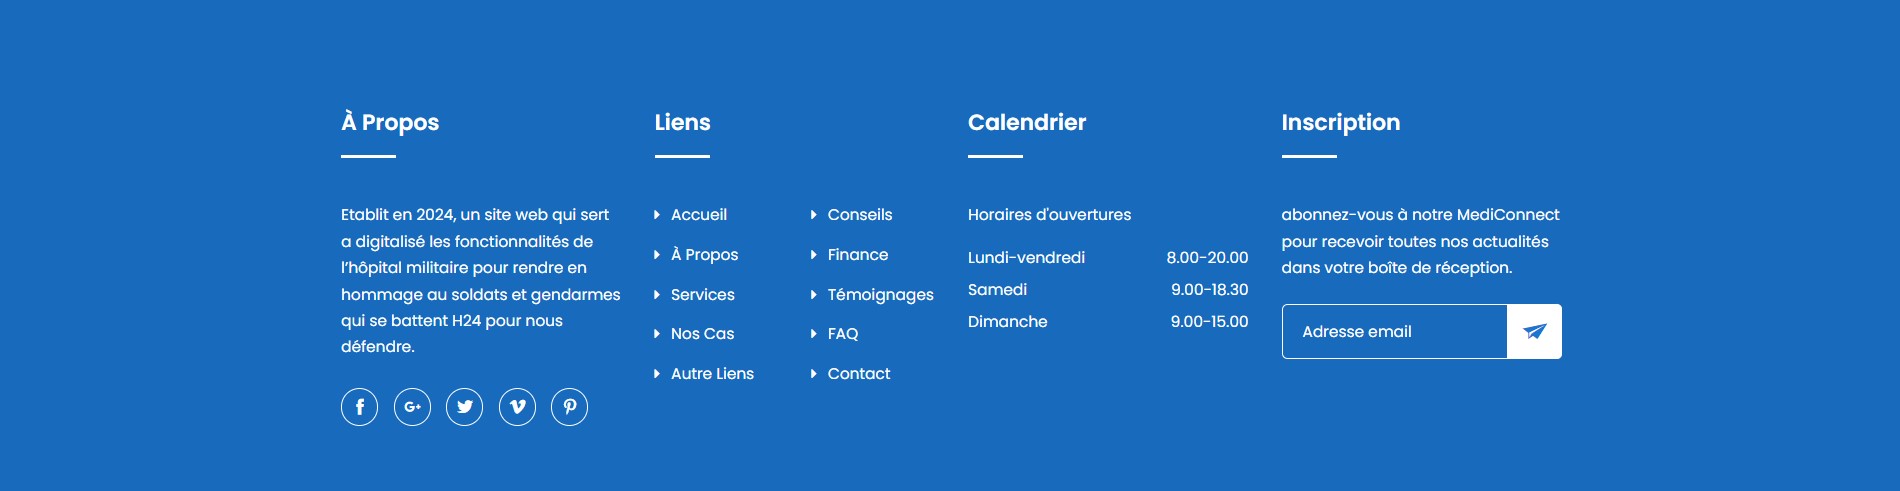 À Propos
Etablit en 2024, un site web qui sert
a digitalisé les fonctionnalités de
l'hôpital militaire pour rendre en
hommage au soldats et gendarmes
qui se battent H24 pour nous
défendre.
Liens
Accueil
À Propos
Services
Nos Cas
Autre Liens
Conseils
Finance
Témoignages
FAQ
Contact
Calendrier
Horaires d'ouvertures
Lundi-vendredi 8.00-20.00
Samedi 9.00-18.30
Dimanche 9.00-15.00
Inscription
abonnez-vous à notre MediConnect
pour recevoir toutes nos actualités
dans votre boîte de réception.
Adresse email